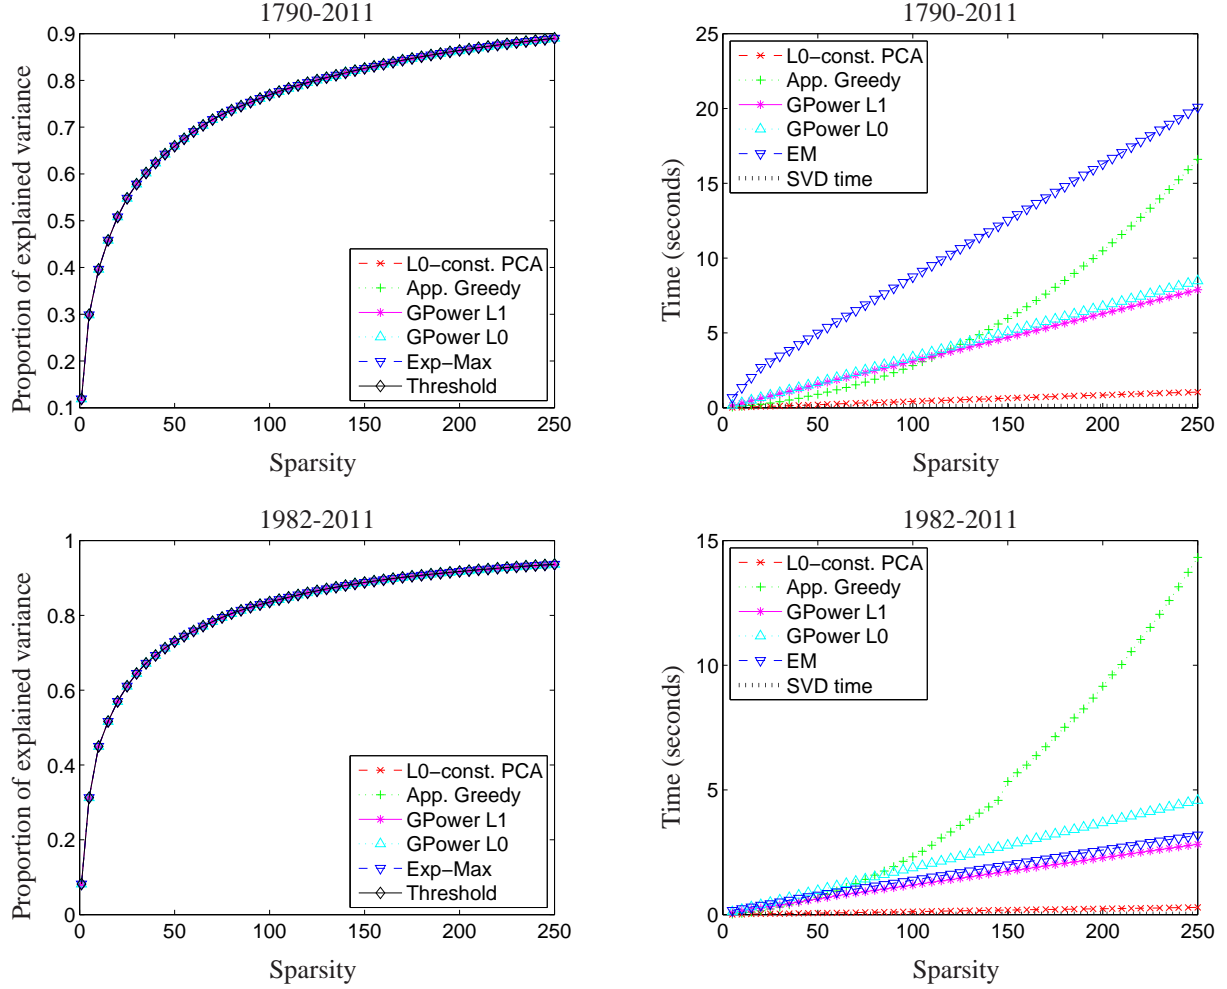 1790-2011
Proportion of explained variance
0.9
0.8
0.7
0.6
0.5
0.4
0.3
0.2
0.1
L0-const. PCA
App. Greedy
GPower L1
GPower L0
Exp-Max
Threshold
0 50 100 150 200 250
Sparsity
1790-2011
Time (seconds)
25
20
15
10
5
0
L0-const. PCA
App. Greedy
GPower L1
GPower L0
EM
SVD time
0 50 100 150 200 250
Sparsity
1982-2011
Proportion of explained variance
1
0.8
0.6
0.4
0.2
0
L0-const. PCA
App. Greedy
GPower L1
GPower L0
Exp-Max
Threshold
0 50 100 150 200 250
Sparsity
1982-2011
Time (seconds)
15
10
5
0
L0-const. PCA
App. Greedy
GPower L1
GPower L0
EM
SVD time
0 50 100 150 200 250
Sparsity